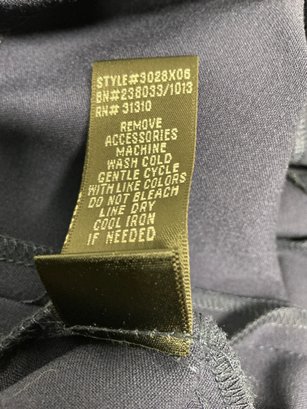 STYLE#3028X06
BN#238033/1013
RN# 31310
REMOVE
ACCESSORIES
MACHINE
WASH COLD
GENTLE CYCLE
WITH LIKE COLORS
DO NOT BLEACH
LINE DRY
COOL IRON
IF NEEDED